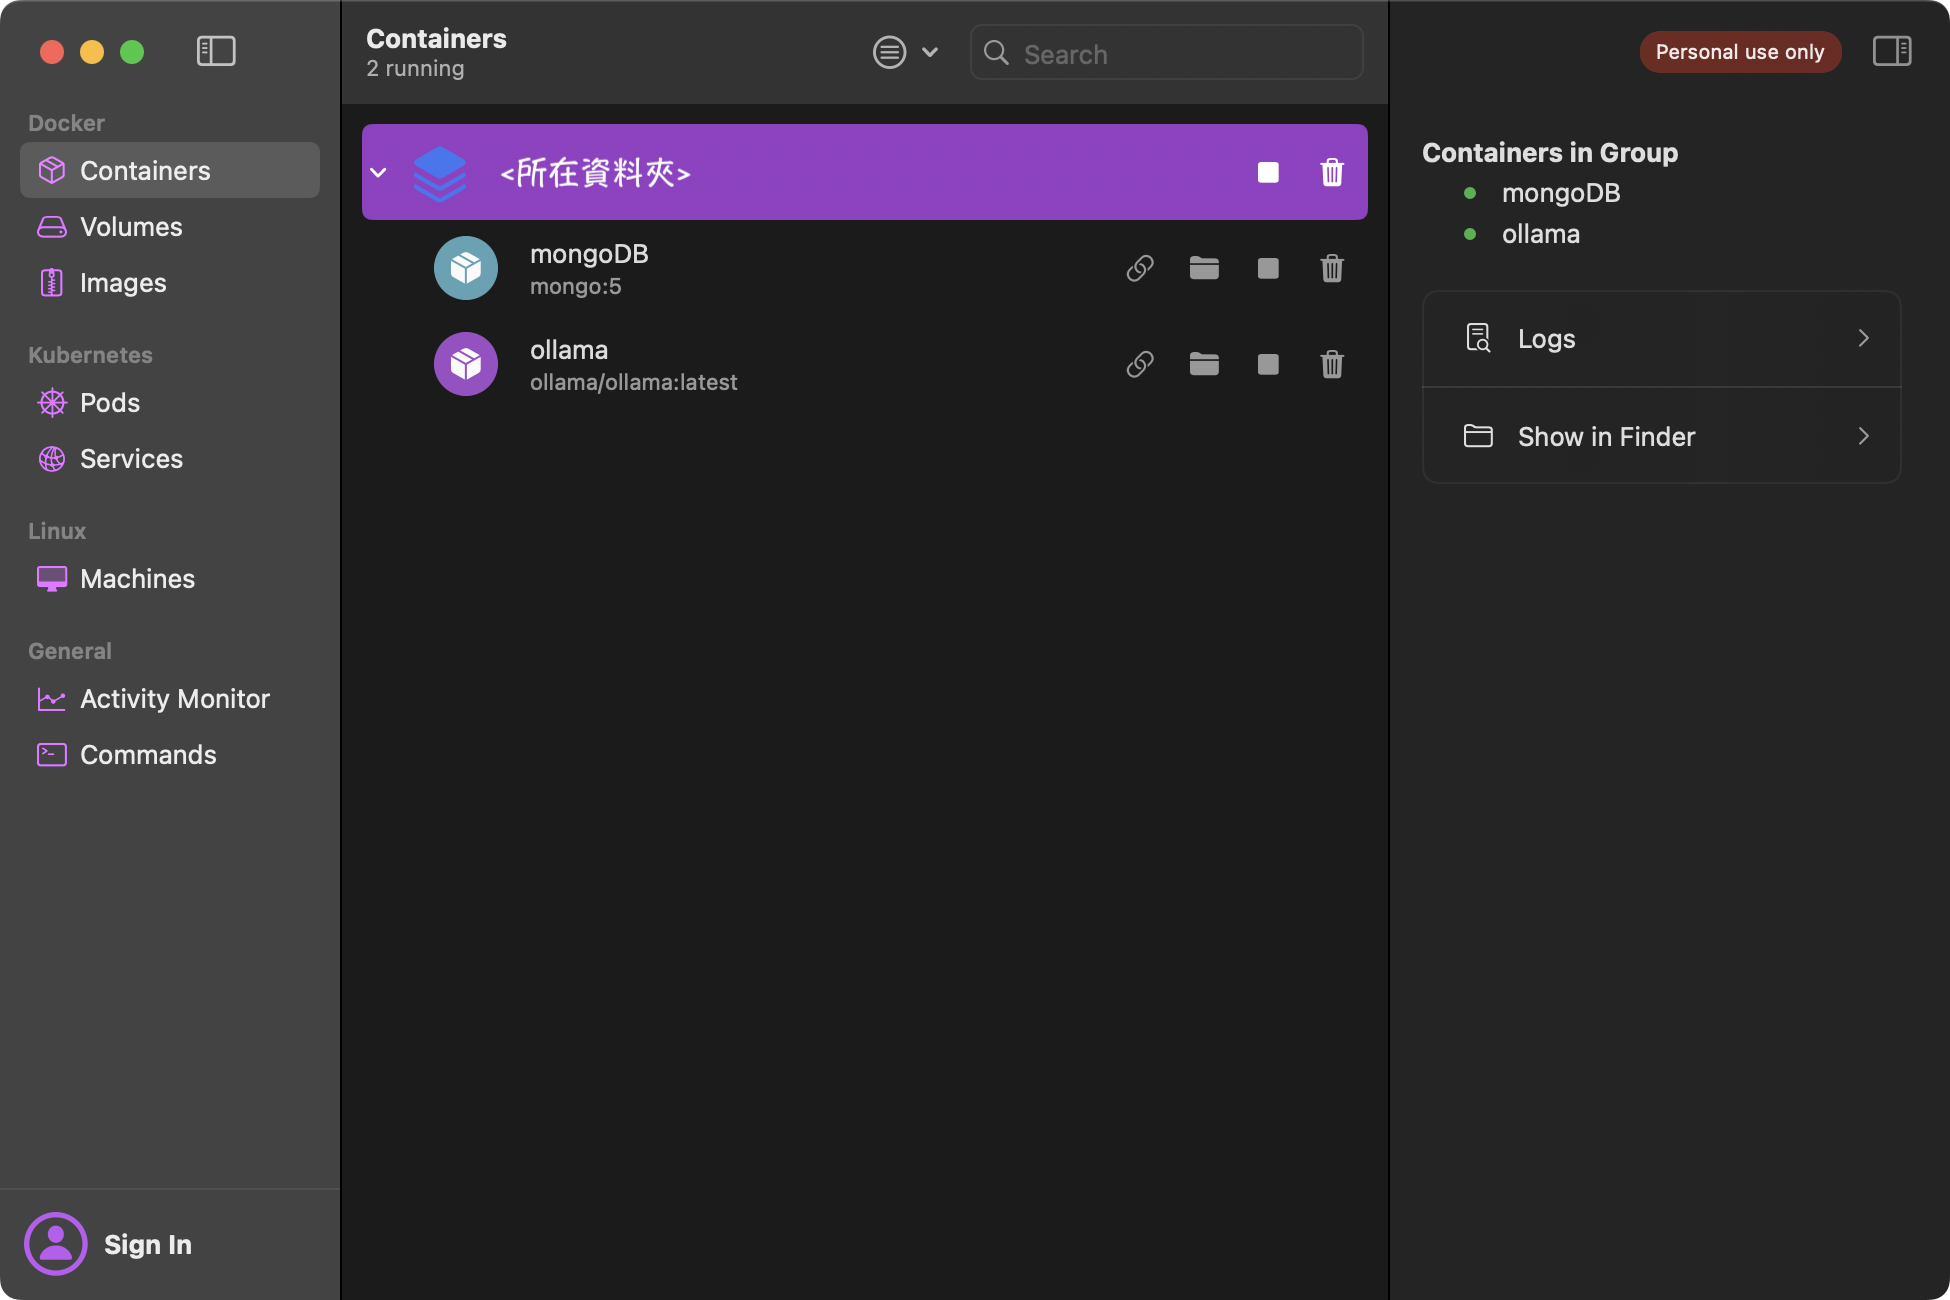 Docker
Containers
Volumes
Images
Kubernetes
Pods
Services
Linux
Machines
General
Activity Monitor
Commands
Sign In
Containers
2 running
Search
<所在資料夾>
mongoDB
mongo:5
ollama
ollama/ollama:latest
Personal use only
Containers in Group
mongoDB
ollama
Logs
Show in Finder